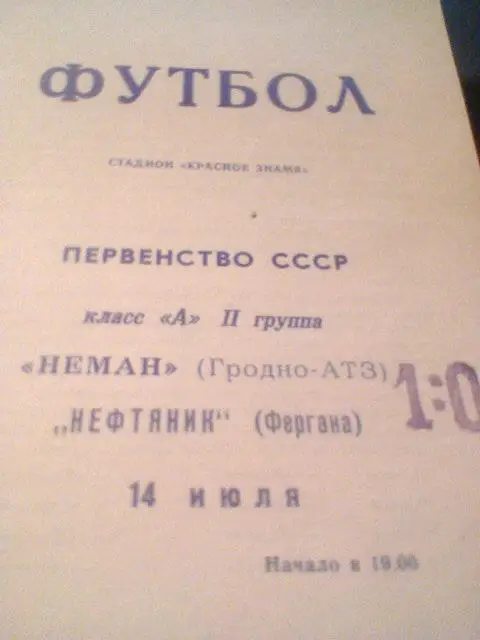 ФУТБОЛ
СТАДИОН «КРАСНОЕ ЗНАМЯ»
ПЕРВЕНСТВО СССР
класс «А» II группа
«НЕМАН» (Гродно-АТЗ)
„НЕФТЯНИК" (Фергана)
1:0
14 июля
Начало в 19.00